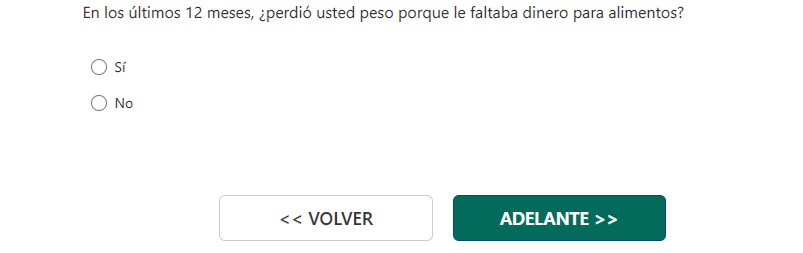 En los últimos 12 meses, ¿perdió usted peso porque le faltaba dinero para alimentos?
Sí
No
<< VOLVER
ADELANTE >>